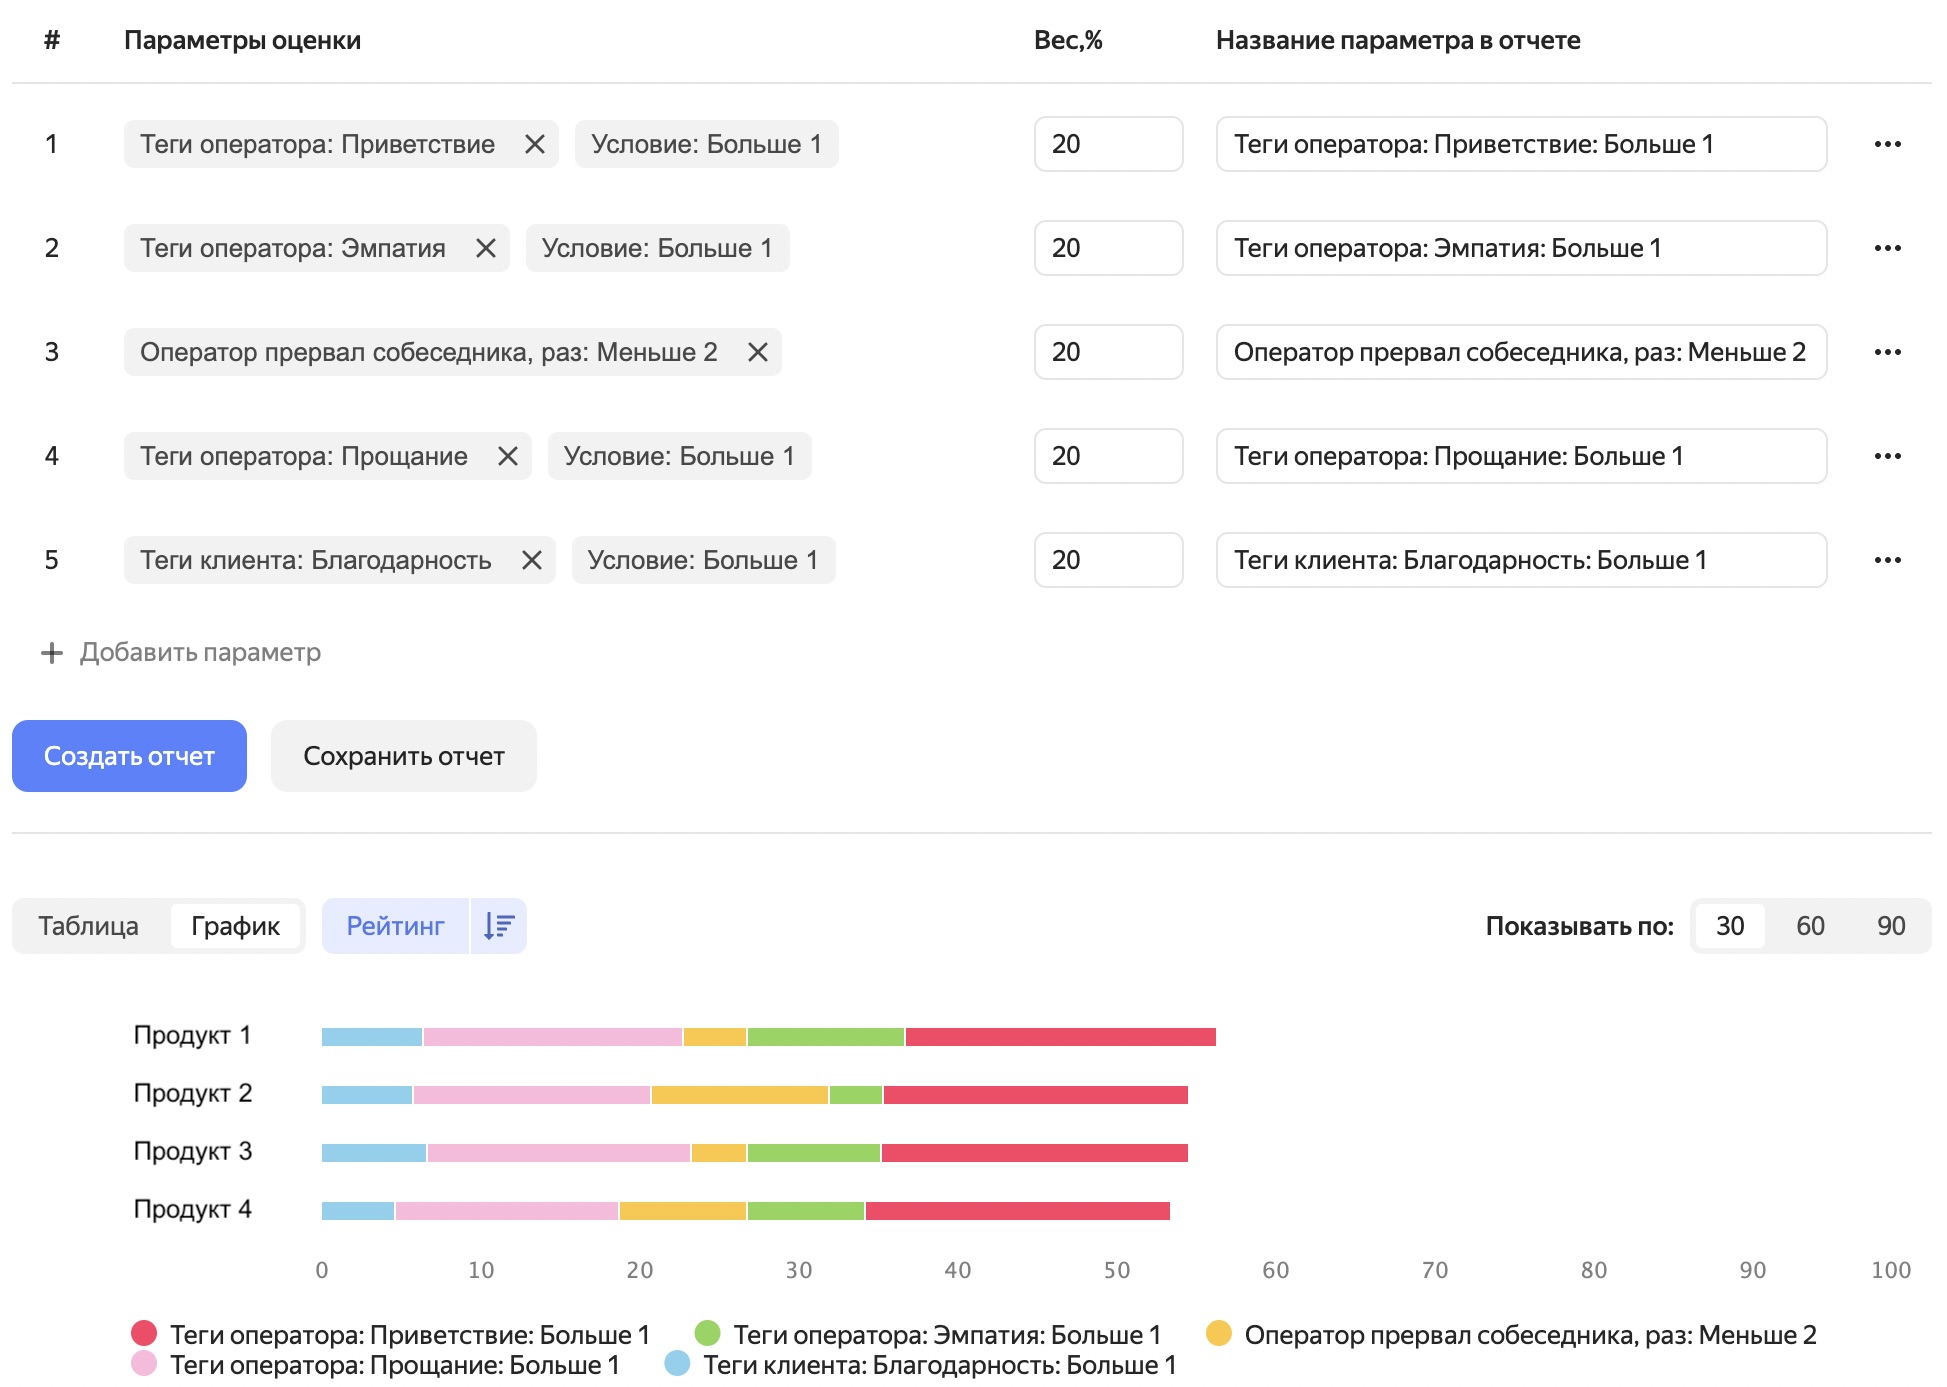 # Параметры оценки Вес,% Название параметра в отчете
1 Теги оператора: Приветствие Условие: Больше 1 20 Теги оператора: Приветствие: Больше 1
2 Теги оператора: Эмпатия Условие: Больше 1 20 Теги оператора: Эмпатия: Больше 1
3 Оператор прервал собеседника, раз: Меньше 2 20 Оператор прервал собеседника, раз: Меньше 2
4 Теги оператора: Прощание Условие: Больше 1 20 Теги оператора: Прощание: Больше 1
5 Теги клиента: Благодарность Условие: Больше 1 20 Теги клиента: Благодарность: Больше 1
Добавить параметр
Создать отчет Сохранить отчет
Таблица График Рейтинг Показывать по: 30 60 90
Продукт 1
Продукт 2
Продукт 3
Продукт 4
0 10 20 30 40 50 60 70 80 90 100
Теги оператора: Приветствие: Больше 1 Теги оператора: Эмпатия: Больше 1 Оператор прервал собеседника, раз: Меньше 2
Теги оператора: Прощание: Больше 1 Теги клиента: Благодарность: Больше 1